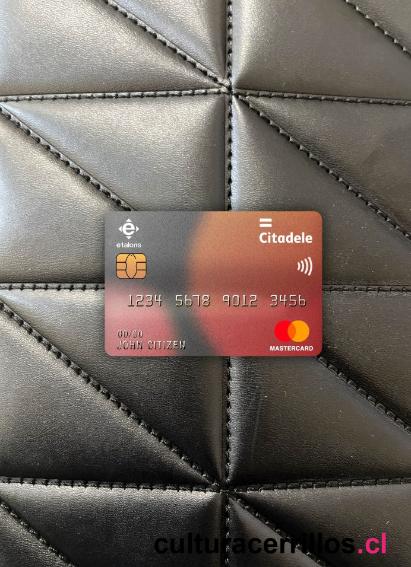 etalons
Citadele
1234 5678 9012 3456
00/00
JOHN CITIZEN
MASTERCARD
culturacerrillos.cl